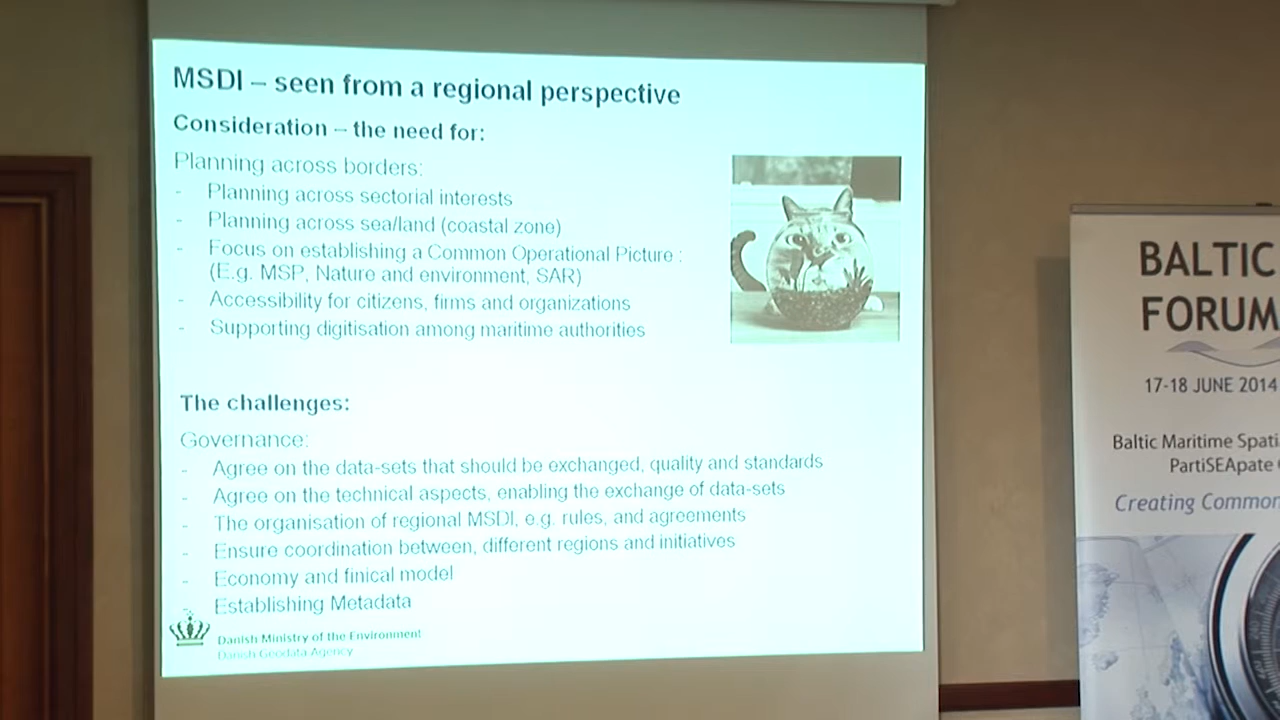 MSDI – seen from a regional perspective
Consideration – the need for:
Planning across borders:
- Planning across sectorial interests
- Planning across sea/land (coastal zone)
- Focus on establishing a Common Operational Picture :
(E.g. MSP, Nature and environment, SAR)
- Accessibility for citizens, firms and organizations
- Supporting digitisation among maritime authorities
The challenges:
Governance:
- Agree on the data-sets that should be exchanged, quality and standards
- Agree on the technical aspects, enabling the exchange of data-sets
- The organisation of regional MSDI, e.g. rules, and agreements
- Ensure coordination between, different regions and initiatives
- Economy and finical model
- Establishing Metadata
Danish Ministry of the Environment
Danish Geodata Agency
BALTIC
FORUM
17-18 JUNE 2014
Baltic Maritime Spati
PartiSEApate
Creating Common